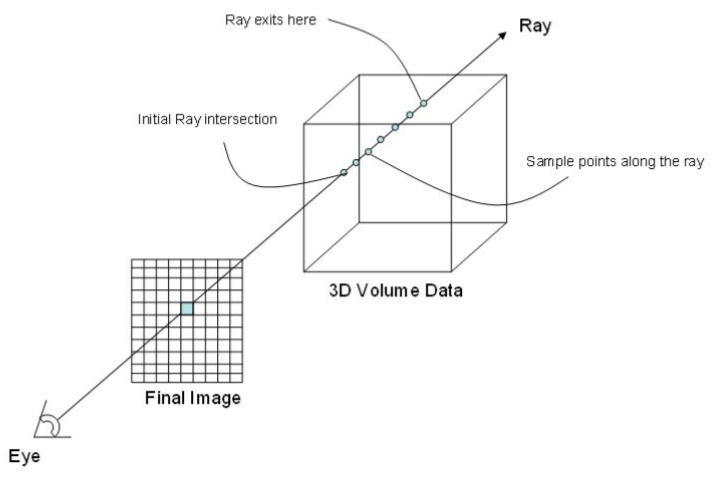 Ray exits here
Ray
Initial Ray intersection
Sample points along the ray
3D Volume Data
Final Image
Eye